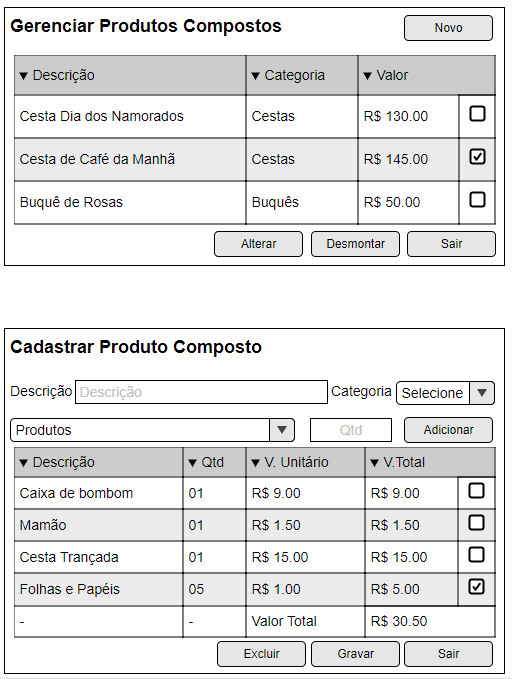 Gerenciar Produtos Compostos Novo
▼ Descrição ▼ Categoria ▼ Valor
Cesta Dia dos Namorados Cestas R$ 130.00
Cesta de Café da Manhã Cestas R$ 145.00
Buquê de Rosas Buquês R$ 50.00
Alterar Desmontar Sair
Cadastrar Produto Composto
Descrição Descrição Categoria Selecione
Produtos Qtd Adicionar
▼ Descrição ▼ Qtd ▼ V. Unitário ▼ V.Total
Caixa de bombom 01 R$ 9.00 R$ 9.00
Mamão 01 R$ 1.50 R$ 1.50
Cesta Trançada 01 R$ 15.00 R$ 15.00
Folhas e Papéis 05 R$ 1.00 R$ 5.00
- - Valor Total R$ 30.50
Excluir Gravar Sair